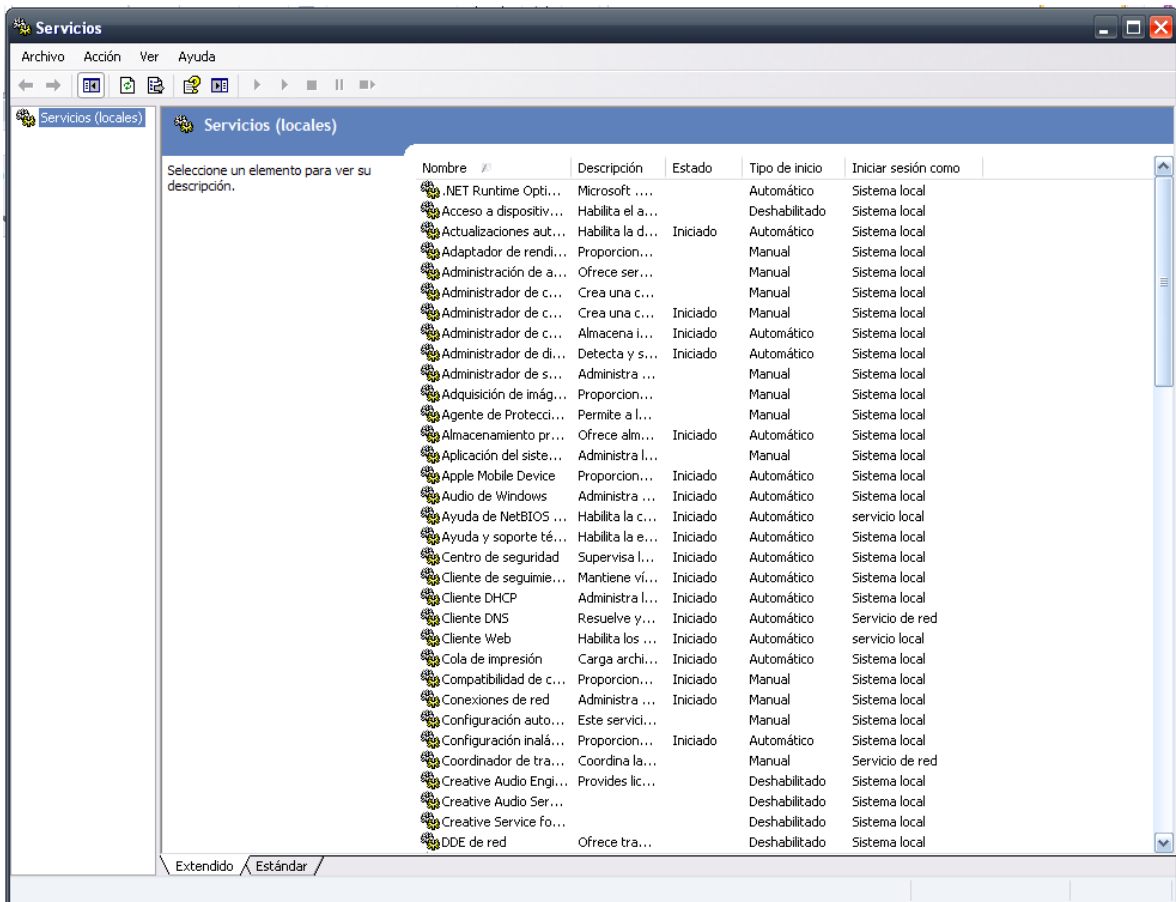 Servicios
Archivo Acción Ver Ayuda
Servicios (locales)
Servicios (locales)
Seleccione un elemento para ver su
descripción.
Nombre Descripción Estado Tipo de inicio Iniciar sesión como
.NET Runtime Opti... Microsoft .... Automático Sistema local
Acceso a dispositiv... Habilita el a... Deshabilitado Sistema local
Actualizaciones aut... Habilita la d... Iniciado Automático Sistema local
Adaptador de rendi... Proporcion... Manual Sistema local
Administración de a... Ofrece ser... Manual Sistema local
Administrador de c... Crea una c... Manual Sistema local
Administrador de c... Crea una c... Iniciado Manual Sistema local
Administrador de c... Almacena i... Iniciado Automático Sistema local
Administrador de di... Detecta y s... Iniciado Automático Sistema local
Administrador de s... Administra ... Manual Sistema local
Adquisición de imág... Proporcion... Manual Sistema local
Agente de Protecci... Permite a l... Manual Sistema local
Almacenamiento pr... Ofrece alm... Iniciado Automático Sistema local
Aplicación del siste... Administra l... Manual Sistema local
Apple Mobile Device Proporcion... Iniciado Automático Sistema local
Audio de Windows Administra ... Iniciado Automático Sistema local
Ayuda de NetBIOS ... Habilita la c... Iniciado Automático servicio local
Ayuda y soporte té... Habilita la e... Iniciado Automático Sistema local
Centro de seguridad Supervisa l... Iniciado Automático Sistema local
Cliente de seguimie... Mantiene ví... Iniciado Automático Sistema local
Cliente DHCP Administra l... Iniciado Automático Sistema local
Cliente DNS Resuelve y... Iniciado Automático Servicio de red
Cliente Web Habilita los ... Iniciado Automático servicio local
Cola de impresión Carga archi... Iniciado Automático Sistema local
Compatibilidad de c... Proporcion... Iniciado Manual Sistema local
Conexiones de red Administra ... Iniciado Manual Sistema local
Configuración auto... Este servici... Manual Sistema local
Configuración inalá... Proporcion... Iniciado Automático Sistema local
Coordinador de tra... Coordina la... Manual Servicio de red
Creative Audio Engi... Provides lic... Deshabilitado Sistema local
Creative Audio Ser... Deshabilitado Sistema local
Creative Service fo... Deshabilitado Sistema local
DDE de red Ofrece tra... Deshabilitado Sistema local
Extendido Estándar